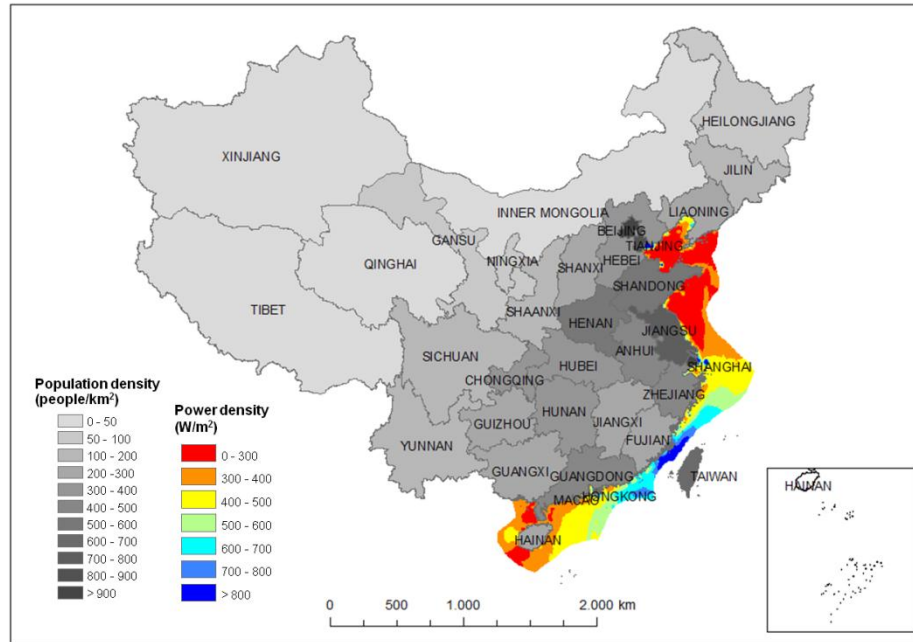 HEILONGJIANG
XINJIANG
JILIN
INNER MONGOLIA
LIAONING
BEIJING
TIANJING
GANSU
NINGXIA
HEBEI
QINGHAI
SHANXI
SHANDONG
TIBET
SHAANXI
HENAN
JIANGSU
ANHUI
SICHUAN
HUBEI
SHANGHAI
CHONGQING
ZHEJIANG
HUNAN
JIANGXI
GUIZHOU
FUJIAN
YUNNAN
GUANGXI
GUANGDONG
TAIWAN
MACAO
HONGKONG
HAINAN
HAINAN
Population density
(people/km²)
0 - 50
50 - 100
100 - 200
200 - 300
300 - 400
400 - 500
500 - 600
600 - 700
700 - 800
800 - 900
> 900
Power density
(W/m²)
0 - 300
300 - 400
400 - 500
500 - 600
600 - 700
700 - 800
> 800
0 500 1.000 2.000 km